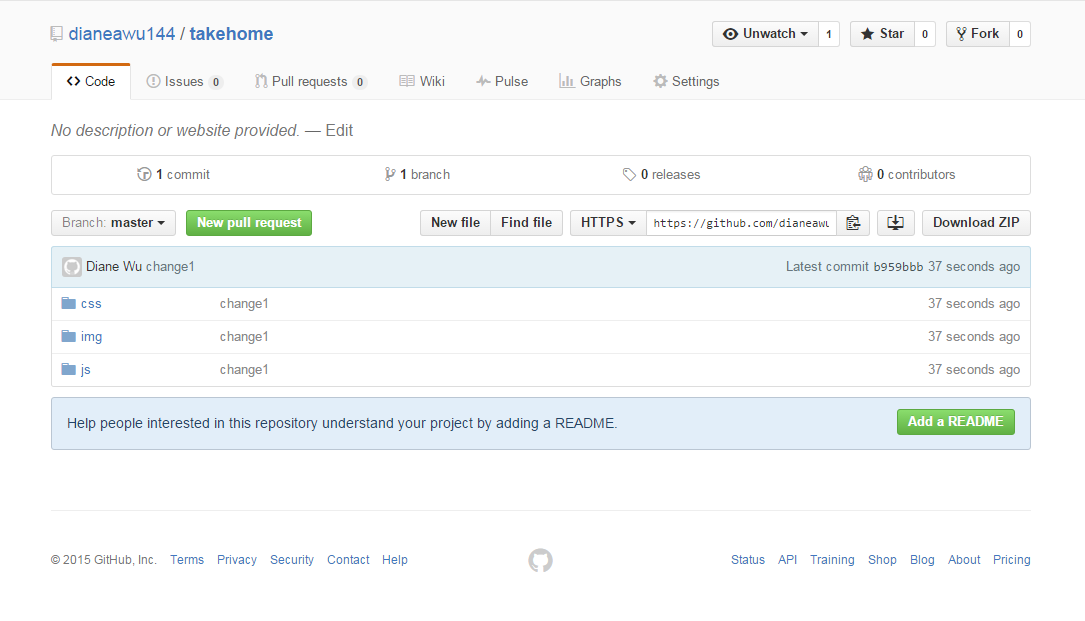 dianeawu144 / takehome
Unwatch 1 Star 0 Fork 0
Code Issues 0 Pull requests 0 Wiki Pulse Graphs Settings
No description or website provided. — Edit
1 commit 1 branch 0 releases 0 contributors
Branch: master New pull request New file Find file HTTPS https://github.com/dianeawu Download ZIP
Diane Wu change1 Latest commit b959bbb 37 seconds ago
css change1 37 seconds ago
img change1 37 seconds ago
js change1 37 seconds ago
Help people interested in this repository understand your project by adding a README. Add a README
© 2015 GitHub, Inc. Terms Privacy Security Contact Help Status API Training Shop Blog About Pricing